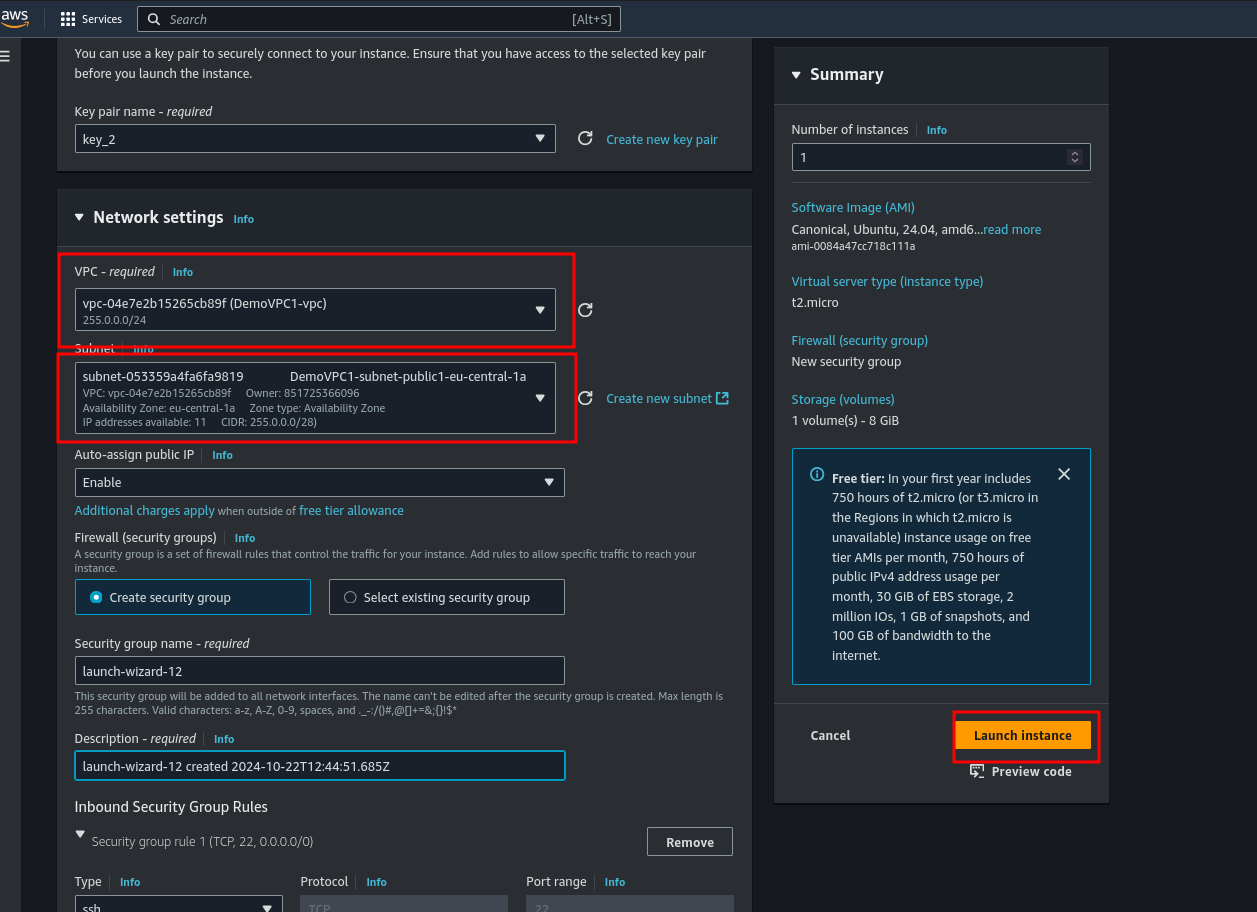 aws
Services
Search
[Alt+S]
You can use a key pair to securely connect to your instance. Ensure that you have access to the selected key pair
before you launch the instance.
Key pair name - required
key_2
Create new key pair
Network settings Info
VPC - required Info
vpc-04e7e2b15265cb89f (DemoVPC1-vpc)
255.0.0.0/24
Subnet Info
subnet-053359a4fa6fa9819 DemoVPC1-subnet-public1-eu-central-1a
VPC: vpc-04e7e2b15265cb89f Owner: 851725366096
Availability Zone: eu-central-1a Zone type: Availability Zone
IP addresses available: 11 CIDR: 255.0.0.0/28)
Create new subnet
Auto-assign public IP Info
Enable
Additional charges apply when outside of free tier allowance
Firewall (security groups) Info
A security group is a set of firewall rules that control the traffic for your instance. Add rules to allow specific traffic to reach your
instance.
Create security group
Select existing security group
Security group name - required
launch-wizard-12
This security group will be added to all network interfaces. The name can't be edited after the security group is created. Max length is
255 characters. Valid characters: a-z, A-Z, 0-9, spaces, and ._-:/()#,@[]+=&;{}!$*
Description - required Info
launch-wizard-12 created 2024-10-22T12:44:51.685Z
Inbound Security Group Rules
Security group rule 1 (TCP, 22, 0.0.0.0/0)
Remove
Type Info
Protocol Info
Port range Info
ssh
TCP
22
Summary
Number of instances Info
1
Software Image (AMI)
Canonical, Ubuntu, 24.04, amd6...read more
ami-0084a47cc718c111a
Virtual server type (instance type)
t2.micro
Firewall (security group)
New security group
Storage (volumes)
1 volume(s) - 8 GiB
Free tier: In your first year includes
750 hours of t2.micro (or t3.micro in
the Regions in which t2.micro is
unavailable) instance usage on free
tier AMIs per month, 750 hours of
public IPv4 address usage per
month, 30 GiB of EBS storage, 2
million IOs, 1 GB of snapshots, and
100 GB of bandwidth to the
internet.
Cancel
Launch instance
Preview code